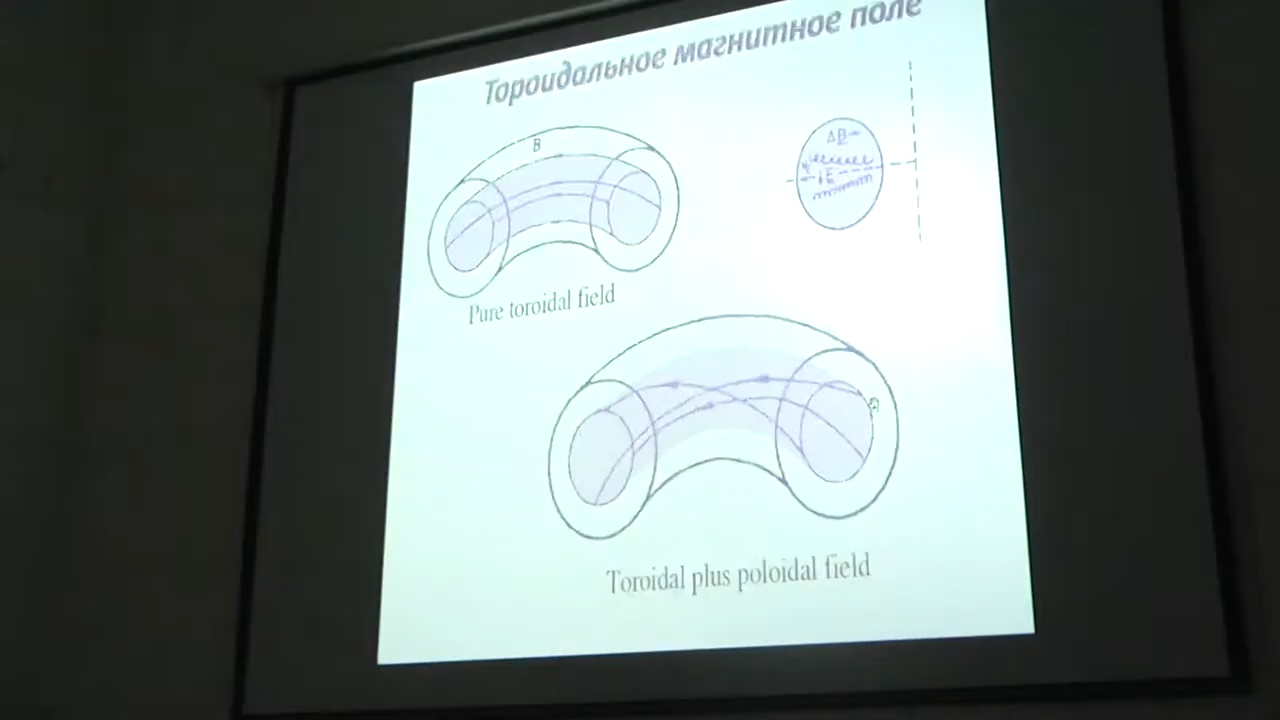 Тороидальное магнитное поле
B
ΔB
E
Pure toroidal field
Toroidal plus poloidal field